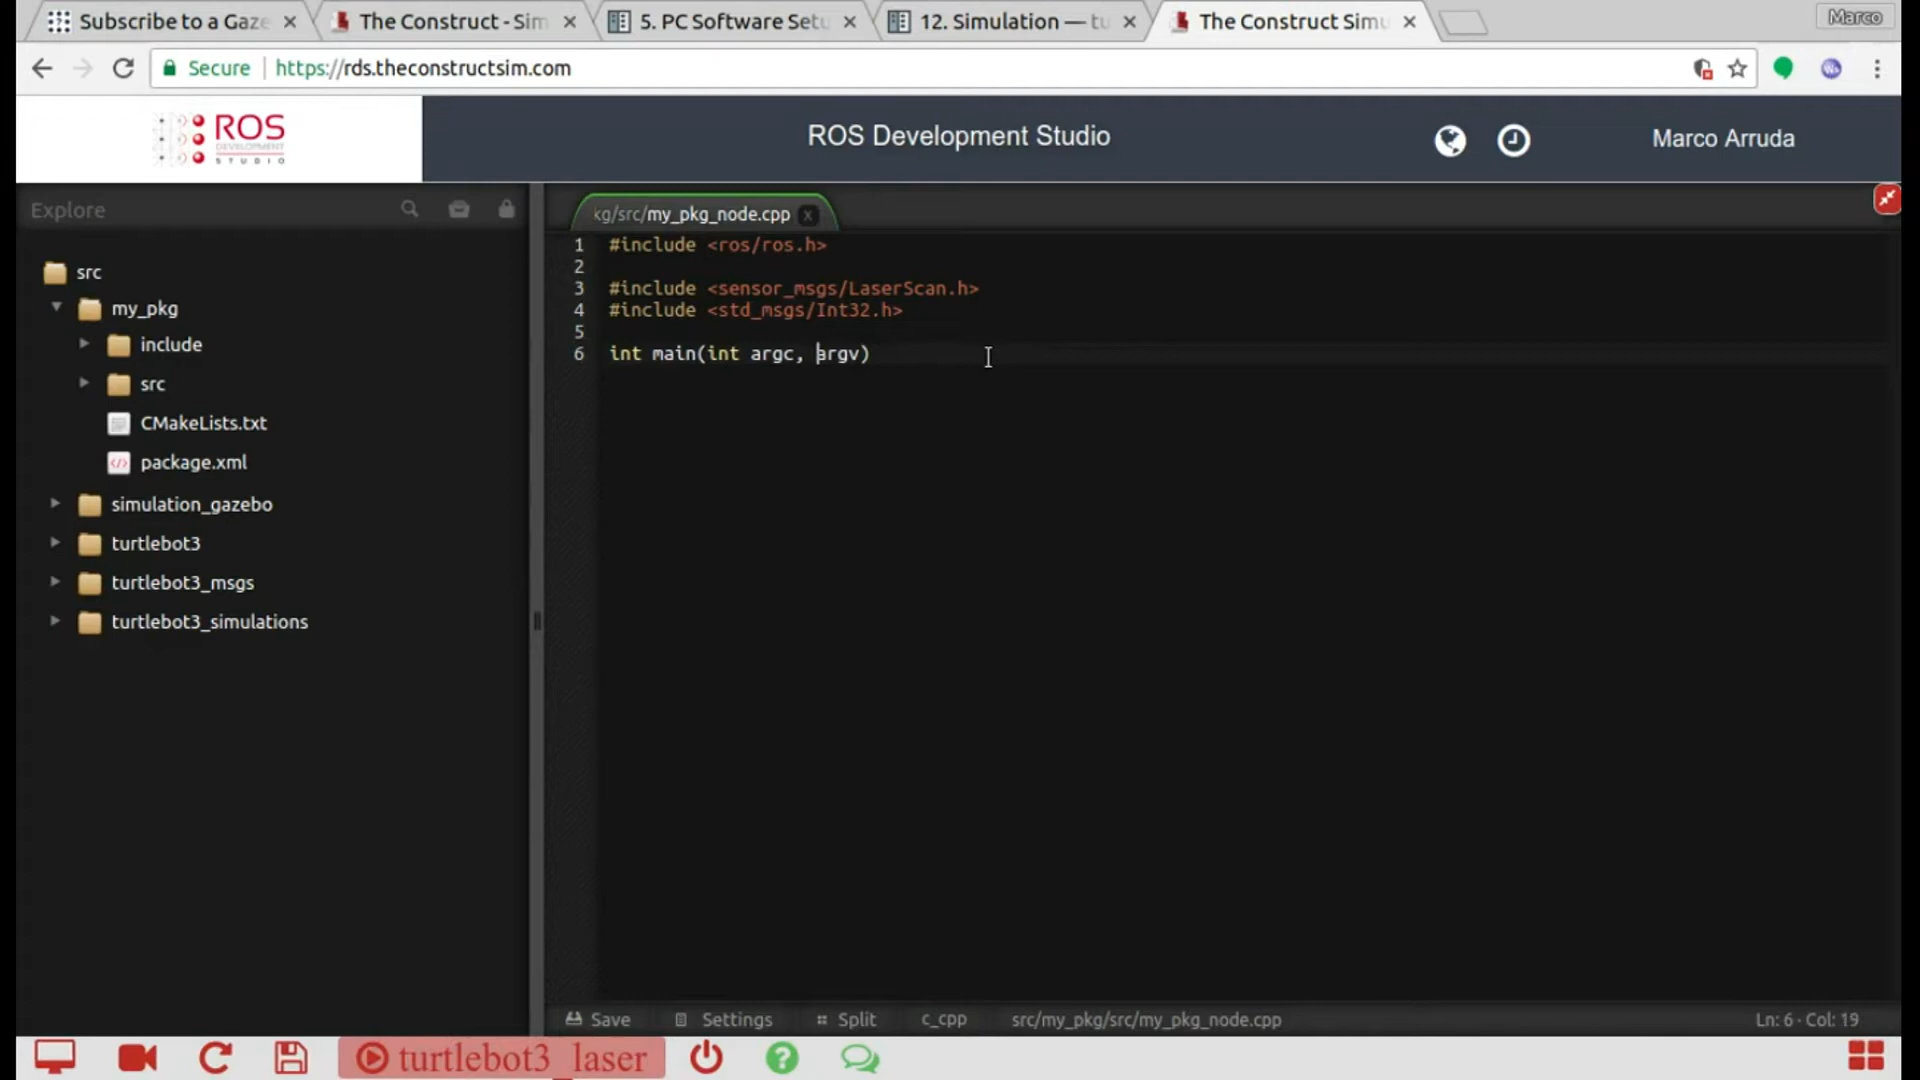 Subscribe to a Gaze
The Construct - Sim
5. PC Software Setu
12. Simulation — tu
The Construct Simu
Marco
Secure
https://rds.theconstructsim.com
ROS
DEVELOPMENT
STUDIO
ROS Development Studio
Marco Arruda
Explore
src
my_pkg
include
src
CMakeLists.txt
package.xml
simulation_gazebo
turtlebot3
turtlebot3_msgs
turtlebot3_simulations
kg/src/my_pkg_node.cpp x
1 #include <ros/ros.h>
2
3 #include <sensor_msgs/LaserScan.h>
4 #include <std_msgs/Int32.h>
5
6 int main(int argc, argv)
Save
Settings
Split
c_cpp
src/my_pkg/src/my_pkg_node.cpp
Ln: 6 · Col: 19
turtlebot3_laser